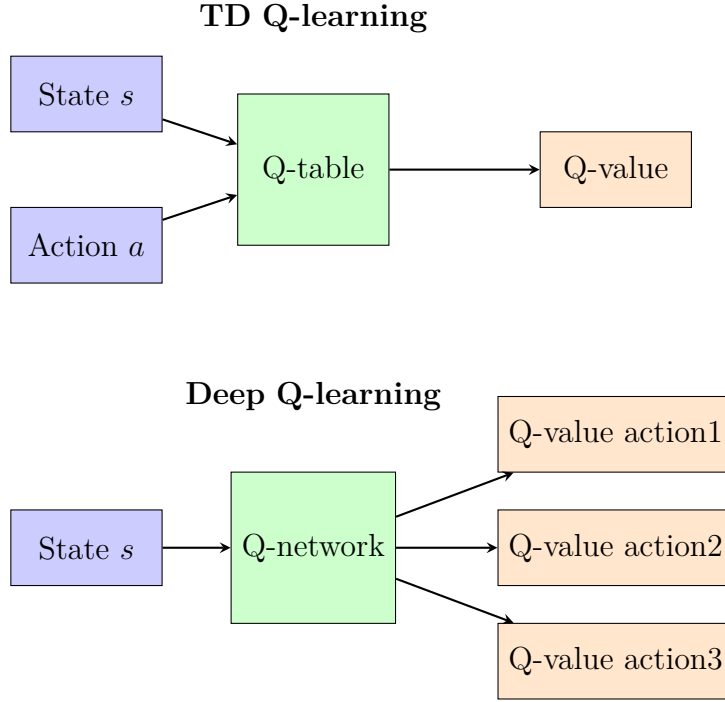 TD Q-learning
State s
Action a
Q-table
Q-value
Deep Q-learning
State s
Q-network
Q-value action1
Q-value action2
Q-value action3